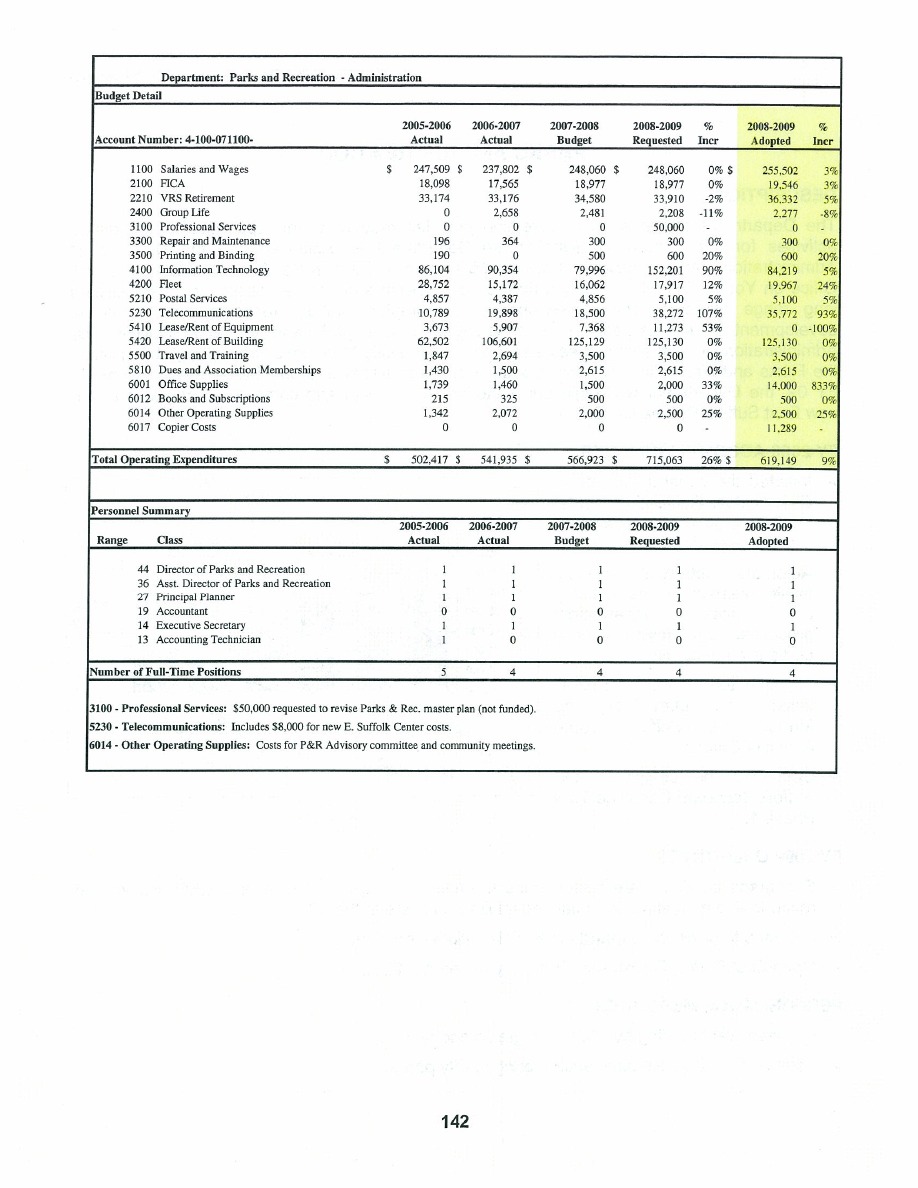 Department: Parks and Recreation - Administration
Budget Detail
2005-2006 2006-2007 2007-2008 2008-2009 % 2008-2009 %
Account Number: 4-100-071100- Actual Actual Budget Requested Incr Adopted Incr
1100 Salaries and Wages $ 247,509 $ 237,802 $ 248,060 $ 248,060 0% $ 255,502 3%
2100 FICA 18,098 17,565 18,977 18,977 0% 19,546 3%
2210 VRS Retirement 33,174 33,176 34,580 33,910 -2% 36,332 5%
2400 Group Life 0 2,658 2,481 2,208 -11% 2,277 -8%
3100 Professional Services 0 0 0 50,000 - 0 -
3300 Repair and Maintenance 196 364 300 300 0% 300 0%
3500 Printing and Binding 190 0 500 600 20% 600 20%
4100 Information Technology 86,104 90,354 79,996 152,201 90% 84,219 5%
4200 Fleet 28,752 15,172 16,062 17,917 12% 19,967 24%
5210 Postal Services 4,857 4,387 4,856 5,100 5% 5,100 5%
5230 Telecommunications 10,789 19,898 18,500 38,272 107% 35,772 93%
5410 Lease/Rent of Equipment 3,673 5,907 7,368 11,273 53% 0 -100%
5420 Lease/Rent of Building 62,502 106,601 125,129 125,130 0% 125,130 0%
5500 Travel and Training 1,847 2,694 3,500 3,500 0% 3,500 0%
5810 Dues and Association Memberships 1,430 1,500 2,615 2,615 0% 2,615 0%
6001 Office Supplies 1,739 1,460 1,500 2,000 33% 14,000 833%
6012 Books and Subscriptions 215 325 500 500 0% 500 0%
6014 Other Operating Supplies 1,342 2,072 2,000 2,500 25% 2,500 25%
6017 Copier Costs 0 0 0 0 - 11,289 -
Total Operating Expenditures $ 502,417 $ 541,935 $ 566,923 $ 715,063 26% $ 619,149 9%
Personnel Summary
2005-2006 2006-2007 2007-2008 2008-2009 2008-2009
Range Class Actual Actual Budget Requested Adopted
44 Director of Parks and Recreation 1 1 1 1 1
36 Asst. Director of Parks and Recreation 1 1 1 1 1
27 Principal Planner 1 1 1 1 1
19 Accountant 0 0 0 0 0
14 Executive Secretary 1 1 1 1 1
13 Accounting Technician 1 0 0 0 0
Number of Full-Time Positions 5 4 4 4 4
3100 - Professional Services: $50,000 requested to revise Parks & Rec. master plan (not funded).
5230 - Telecommunications: Includes $8,000 for new E. Suffolk Center costs.
6014 - Other Operating Supplies: Costs for P&R Advisory committee and community meetings.
142